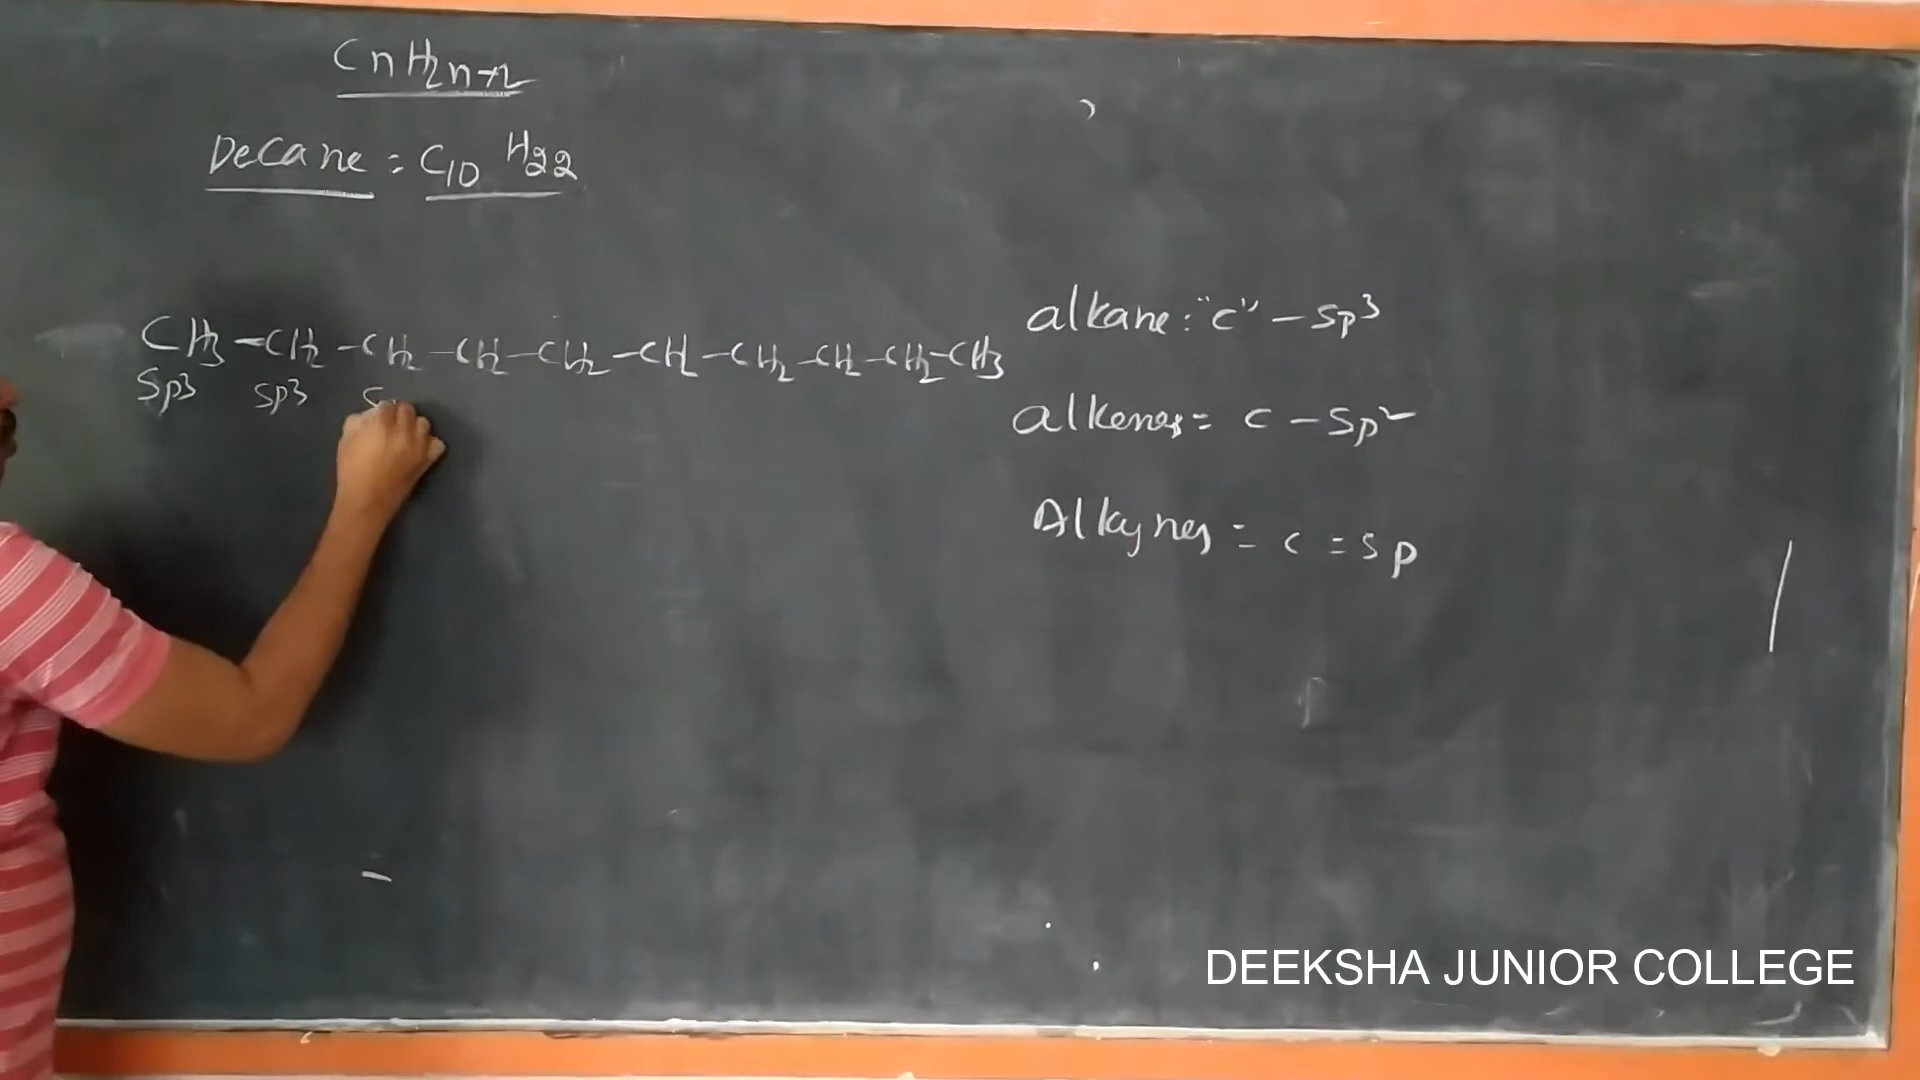 CnH2n+2
Decane = C10 H22
CH3-CH2-CH2-CH2-CH2-CH2-CH2-CH2-CH2-CH3
Sp3 sp3
alkane: "C" - Sp3
alkenes = C - Sp2
Alkynes = C = Sp
DEEKSHA JUNIOR COLLEGE